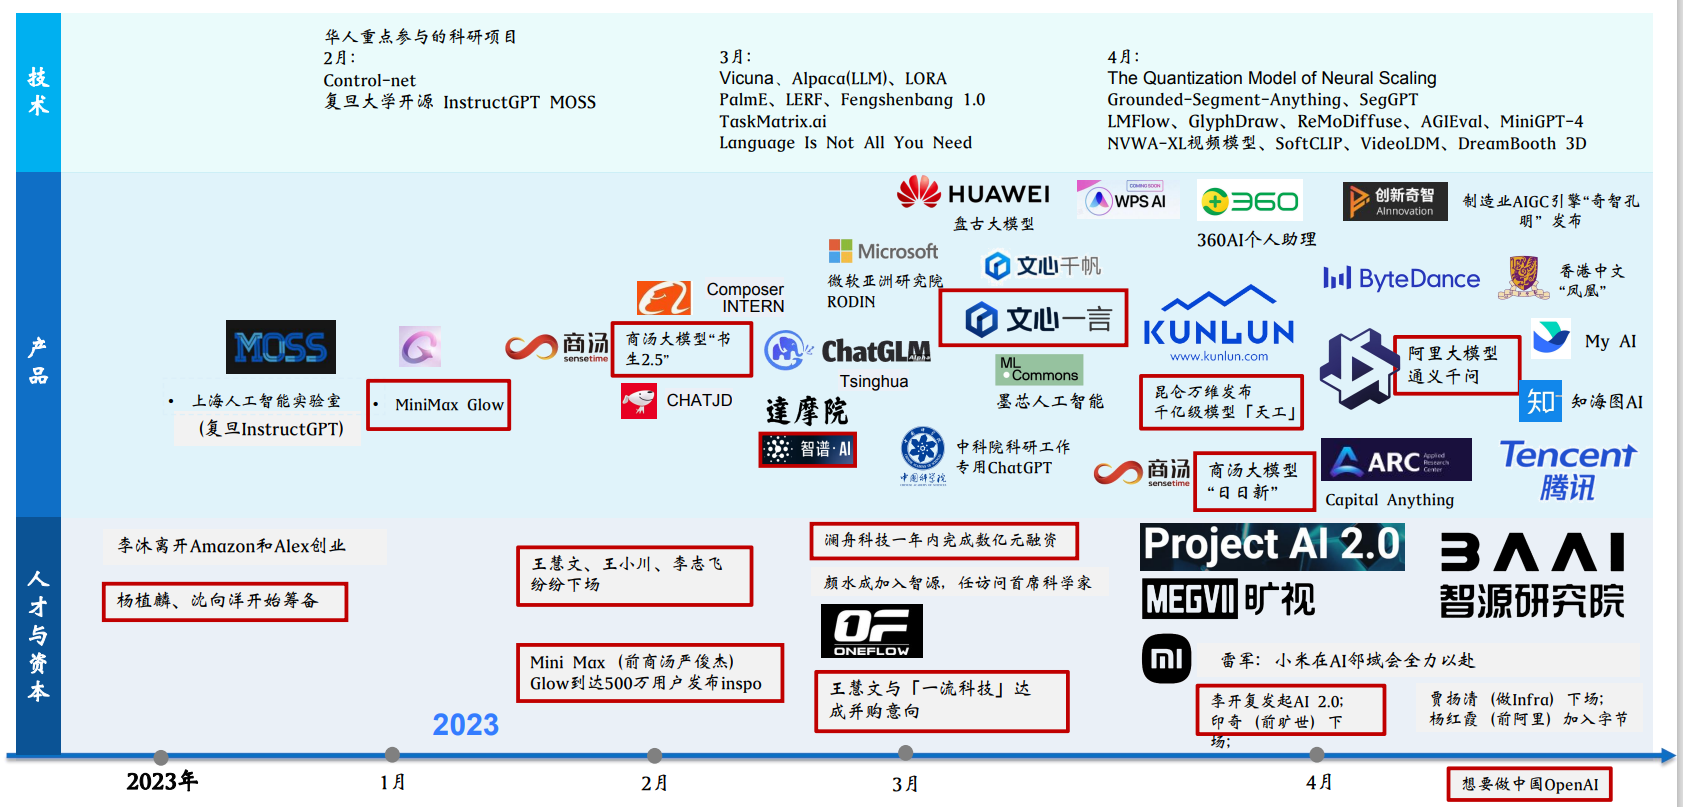 技术
华人重点参与的科研项目
2月：
Control-net
复旦大学开源 InstructGPT MOSS
3月：
Vicuna、Alpaca(LLM)、LORA
PalmE、LERF、Fengshenbang 1.0
TaskMatrix.ai
Language Is Not All You Need
4月：
The Quantization Model of Neural Scaling
Grounded-Segment-Anything、SegGPT
LMFlow、GlyphDraw、ReMoDiffuse、AGIEval、MiniGPT-4
NVWA-XL视频模型、SoftCLIP、VideoLDM、DreamBooth 3D
产品
MOSS
• 上海人工智能实验室
(复旦InstructGPT)
• MiniMax Glow
商汤
sensetime
商汤大模型“书
生2.5”
Composer
INTERN
CHATJD
Microsoft
微软亚洲研究院
RODIN
ChatGLM
Alpha
Tsinghua
達摩院
智谱·AI
HUAWEI
盘古大模型
文心千帆
文心一言
ML
Commons
墨芯人工智能
中国科学院
中科院科研工作
专用ChatGPT
COMING SOON
WPS AI
360
360AI个人助理
KUNLUN
www.kunlun.com
昆仑万维发布
千亿级模型「天工」
商汤
sensetime
商汤大模型
“日日新”
创新奇智
AInnovation
制造业AIGC引擎“奇智孔
明” 发布
ByteDance
香港中文
“凤凰”
阿里大模型
通义千问
My AI
知
知海图AI
ARC Applied
Research
Center
Capital Anything
Tencent
腾讯
人才与资本
李沐离开Amazon和Alex创业
杨植麟、沈向洋开始筹备
王慧文、王小川、李志飞
纷纷下场
Mini Max (前商汤严俊杰)
Glow到达500万用户发布inspo
澜舟科技一年内完成数亿元融资
颜水成加入智源，任访问首席科学家
OF
ONEFLOW
王慧文与「一流科技」达
成并购意向
Project AI 2.0
MEGVII 旷视
BAAI
智源研究院
mi
雷军：小米在AI邻域会全力以赴
李开复发起AI 2.0;
印奇（前旷世）下
场;
贾扬清（做Infra）下场;
杨红霞（前阿里）加入字节
2023
2023年
1月
2月
3月
4月
想要做中国OpenAI